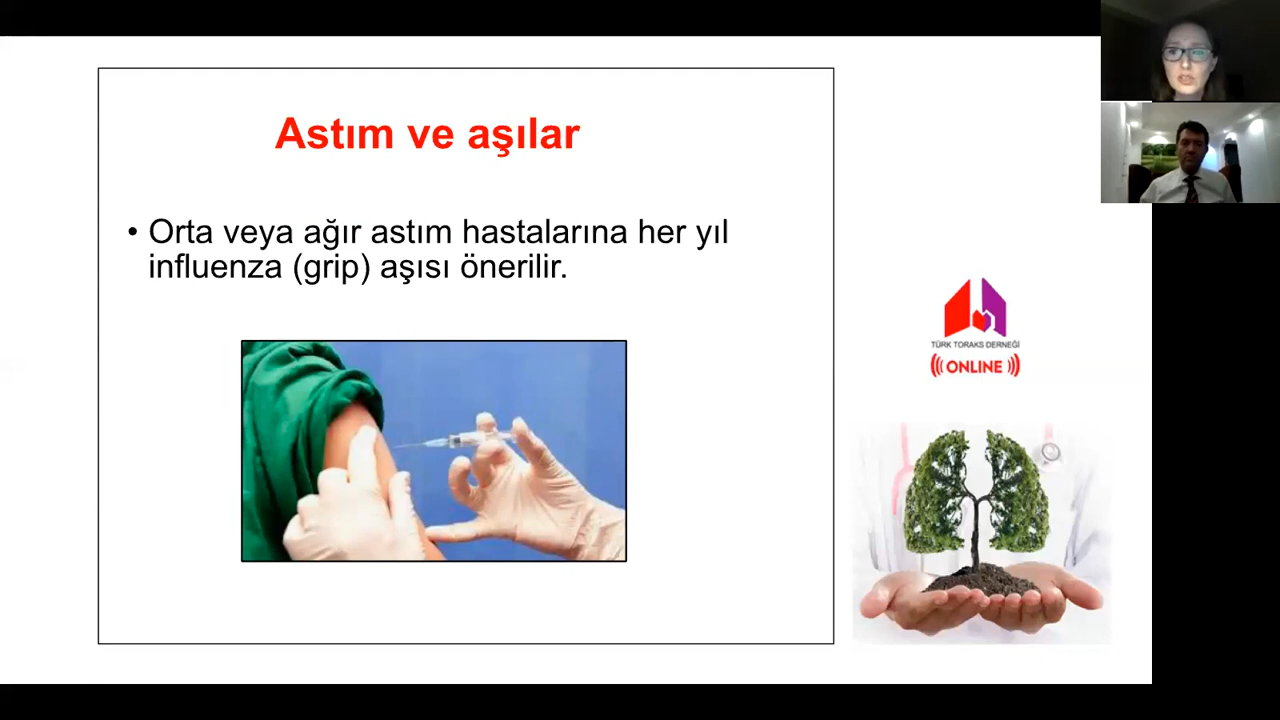 Astım ve aşılar
• Orta veya ağır astım hastalarına her yıl
influenza (grip) aşısı önerilir.
TÜRK TORAKS DERNEĞİ
ONLINE